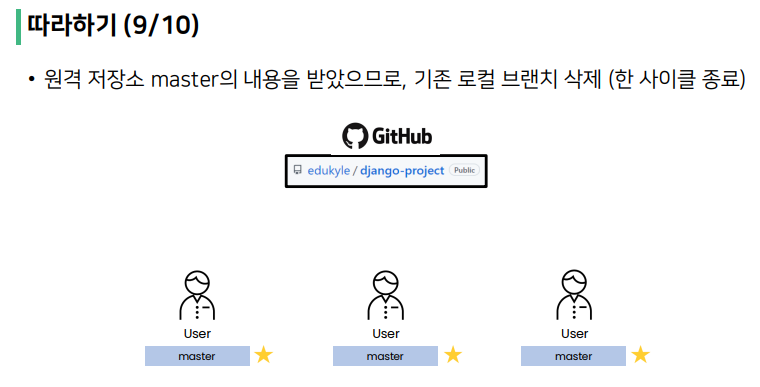 따라하기 (9/10)
• 원격 저장소 master의 내용을 받았으므로, 기존 로컬 브랜치 삭제 (한 사이클 종료)
GitHub
edukyle / django-project Public
User User User
master master master